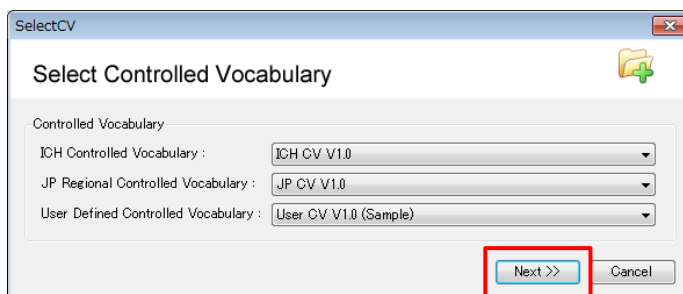 SelectCV
Select Controlled Vocabulary
Controlled Vocabulary
ICH Controlled Vocabulary : ICH CV V1.0
JP Regional Controlled Vocabulary : JP CV V1.0
User Defined Controlled Vocabulary : User CV V1.0 (Sample)
Next >> Cancel